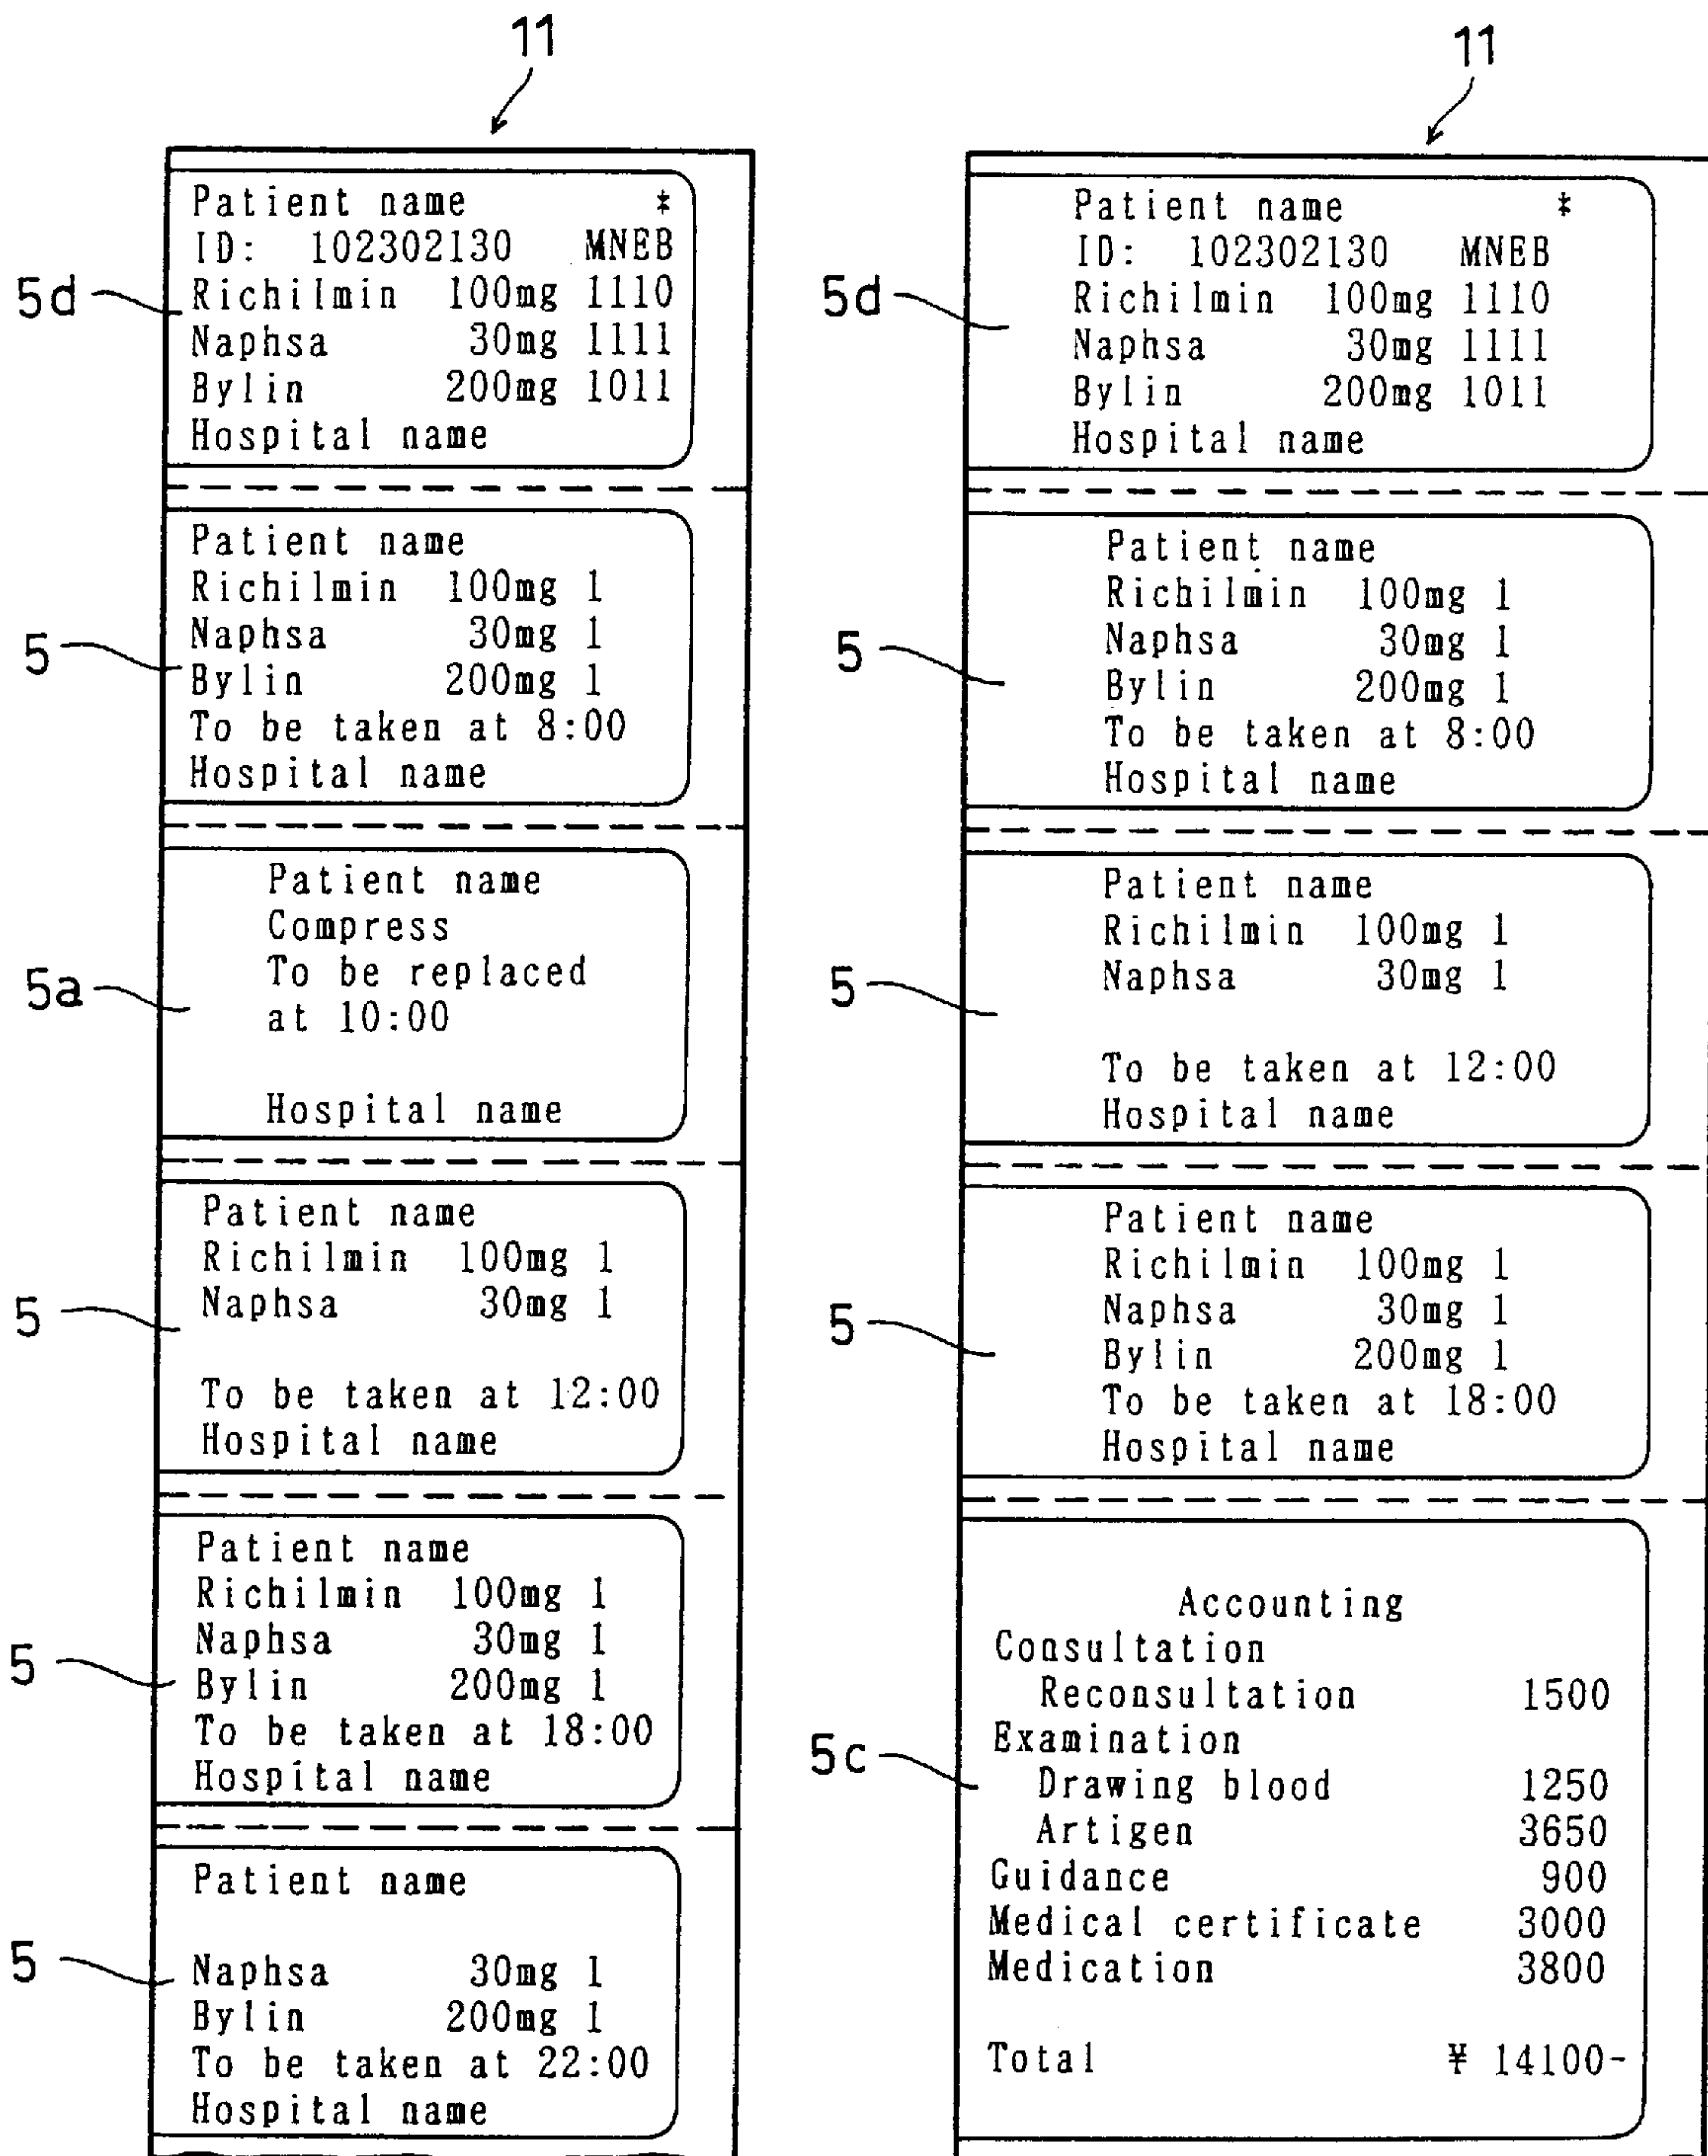 11
Patient name *
ID: 102302130 MNEB
5d
Richilmin 100mg 1110
Naphsa 30mg 1111
Bylin 200mg 1011
Hospital name
Patient name
Richilmin 100mg 1
5
Naphsa 30mg 1
Bylin 200mg 1
To be taken at 8:00
Hospital name
Patient name
Compress
To be replaced
5a
at 10:00
Hospital name
Patient name
Richilmin 100mg 1
5
Naphsa 30mg 1
To be taken at 12:00
Hospital name
Patient name
Richilmin 100mg 1
Naphsa 30mg 1
5
Bylin 200mg 1
To be taken at 18:00
Hospital name
Patient name
5
Naphsa 30mg 1
Bylin 200mg 1
To be taken at 22:00
Hospital name
11
Patient name *
ID: 102302130 MNEB
5d
Richilmin 100mg 1110
Naphsa 30mg 1111
Bylin 200mg 1011
Hospital name
Patient name
Richilmin 100mg 1
5
Naphsa 30mg 1
Bylin 200mg 1
To be taken at 8:00
Hospital name
Patient name
Richilmin 100mg 1
5
Naphsa 30mg 1
To be taken at 12:00
Hospital name
Patient name
Richilmin 100mg 1
5
Naphsa 30mg 1
Bylin 200mg 1
To be taken at 18:00
Hospital name
Accounting
Consultation
Reconsultation 1500
Examination
5c
Drawing blood 1250
Artigen 3650
Guidance 900
Medical certificate 3000
Medication 3800
Total ¥ 14100-